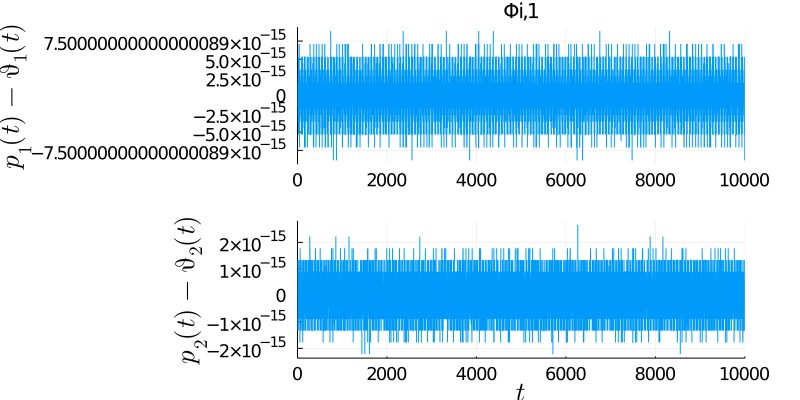 Φi,1
p₁(t) − ϑ₁(t)
7.500000000000000089×10⁻¹⁵
5.0×10⁻¹⁵
2.5×10⁻¹⁵
0
−2.5×10⁻¹⁵
−5.0×10⁻¹⁵
−7.500000000000000089×10⁻¹⁵
0 2000 4000 6000 8000 10000
p₂(t) − ϑ₂(t)
2×10⁻¹⁵
1×10⁻¹⁵
0
−1×10⁻¹⁵
−2×10⁻¹⁵
0 2000 4000 6000 8000 10000
t